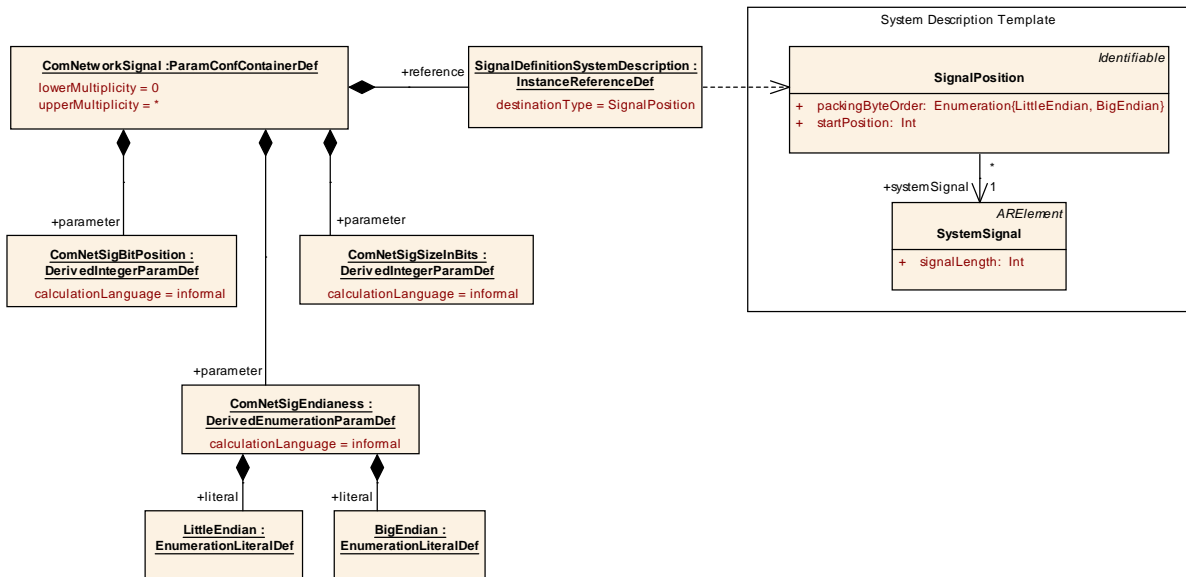 System Description Template
ComNetworkSignal :ParamConfContainerDef
lowerMultiplicity = 0
upperMultiplicity = *
+reference
SignalDefinitionSystemDescription :
InstanceReferenceDef
destinationType = SignalPosition
Identifiable
SignalPosition
+ packingByteOrder: Enumeration{LittleEndian, BigEndian}
+ startPosition: Int
*
+systemSignal
1
ARElement
SystemSignal
+ signalLength: Int
+parameter
ComNetSigBitPosition :
DerivedIntegerParamDef
calculationLanguage = informal
+parameter
ComNetSigSizeInBits :
DerivedIntegerParamDef
calculationLanguage = informal
+parameter
ComNetSigEndianess :
DerivedEnumerationParamDef
calculationLanguage = informal
+literal
+literal
LittleEndian :
EnumerationLiteralDef
BigEndian :
EnumerationLiteralDef